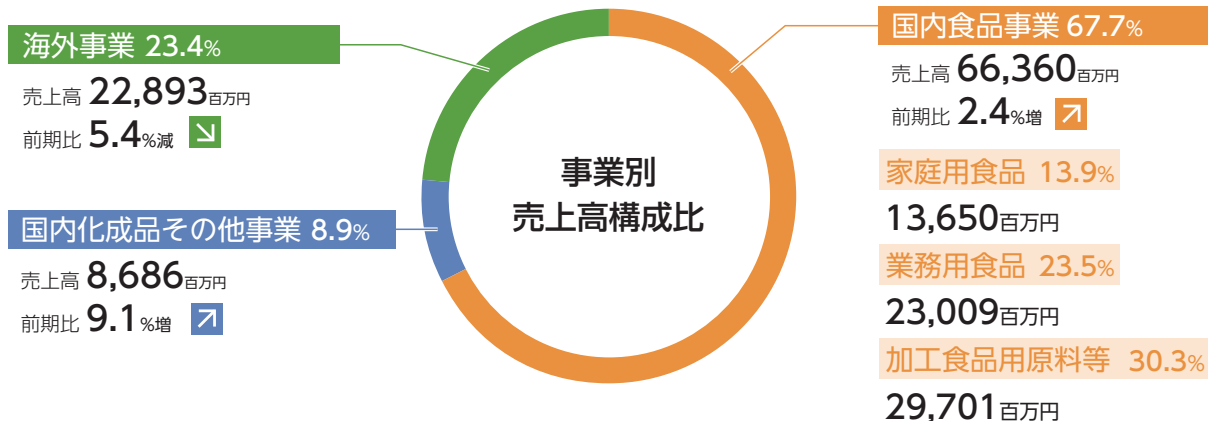 海外事業 23.4%
売上高 22,893百万円
前期比 5.4%減
国内化成品その他事業 8.9%
売上高 8,686百万円
前期比 9.1%増
事業別
売上高構成比
国内食品事業 67.7%
売上高 66,360百万円
前期比 2.4%増
家庭用食品 13.9%
13,650百万円
業務用食品 23.5%
23,009百万円
加工食品用原料等 30.3%
29,701百万円